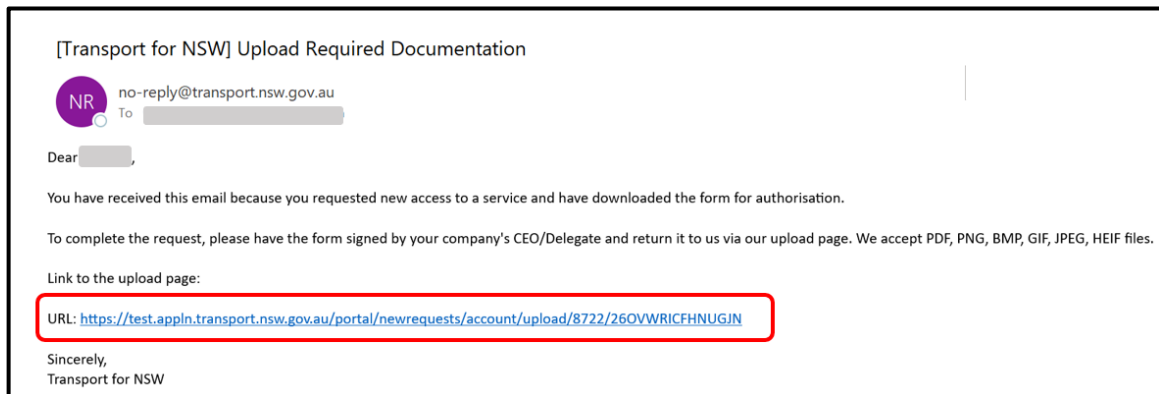 [Transport for NSW] Upload Required Documentation
NR
no-reply@transport.nsw.gov.au
To
Dear ,
You have received this email because you requested new access to a service and have downloaded the form for authorisation.
To complete the request, please have the form signed by your company's CEO/Delegate and return it to us via our upload page. We accept PDF, PNG, BMP, GIF, JPEG, HEIF files.
Link to the upload page:
URL: https://test.appln.transport.nsw.gov.au/portal/newrequests/account/upload/8722/26OVWRICFHNUGJN
Sincerely,
Transport for NSW